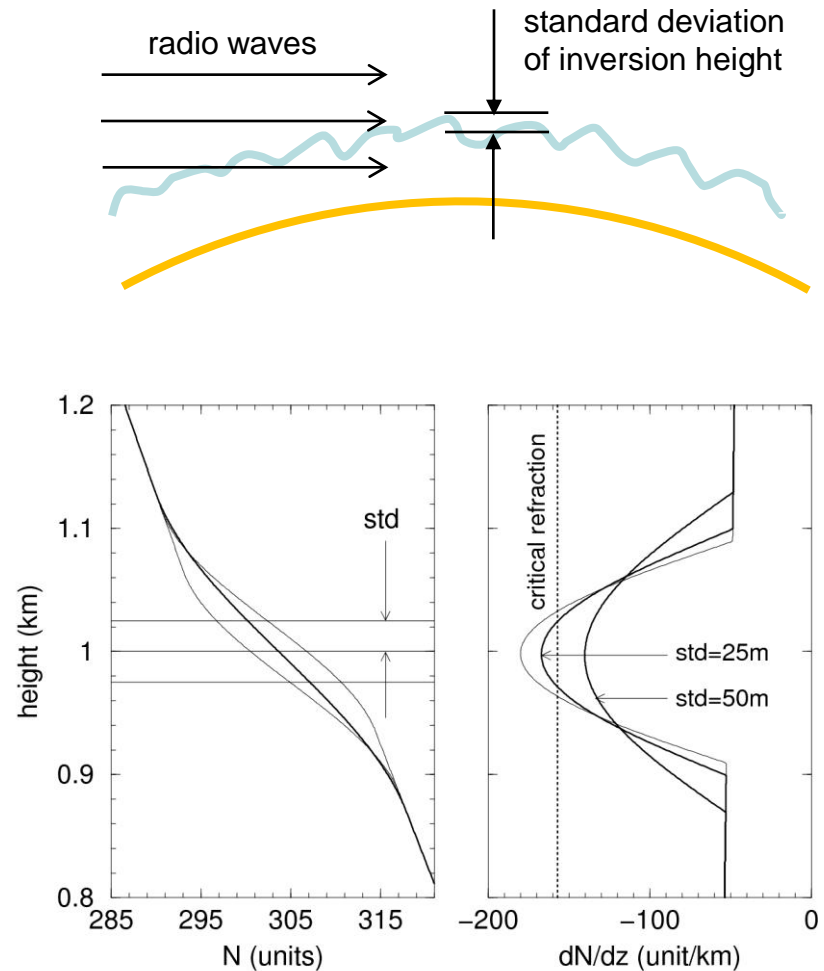 radio waves
standard deviation
of inversion height
1.2
1.1
1
0.9
0.8
height (km)
285
295
305
315
N (units)
std
critical refraction
std=25m
std=50m
−200
−100
0
dN/dz (unit/km)